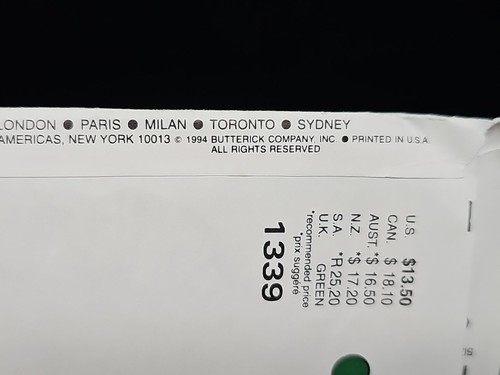 LONDON ● PARIS ● MILAN ● TORONTO ● SYDNEY
AMERICAS, NEW YORK 10013 © 1994 BUTTERICK COMPANY, INC. ● PRINTED IN U.S.A.
ALL RIGHTS RESERVED
U.S. $13.50
CAN. $ 18.10
AUST. *$ 16.50
N.Z. *$ 17.20
S.A. *R 25,20
U.K. GREEN
*recommended price
*prix suggéré
1339